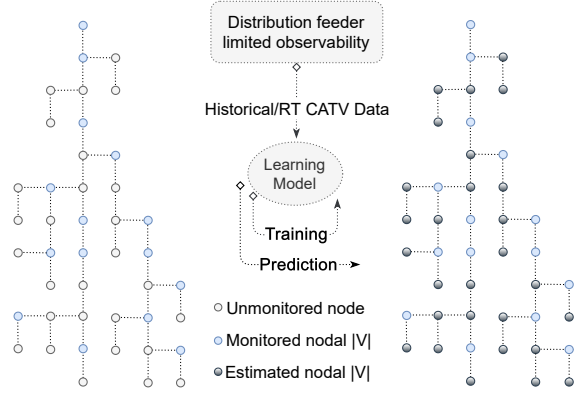 Distribution feeder
limited observability
Historical/RT CATV Data
Learning
Model
Training
Prediction
Unmonitored node
Monitored nodal |V|
Estimated nodal |V|